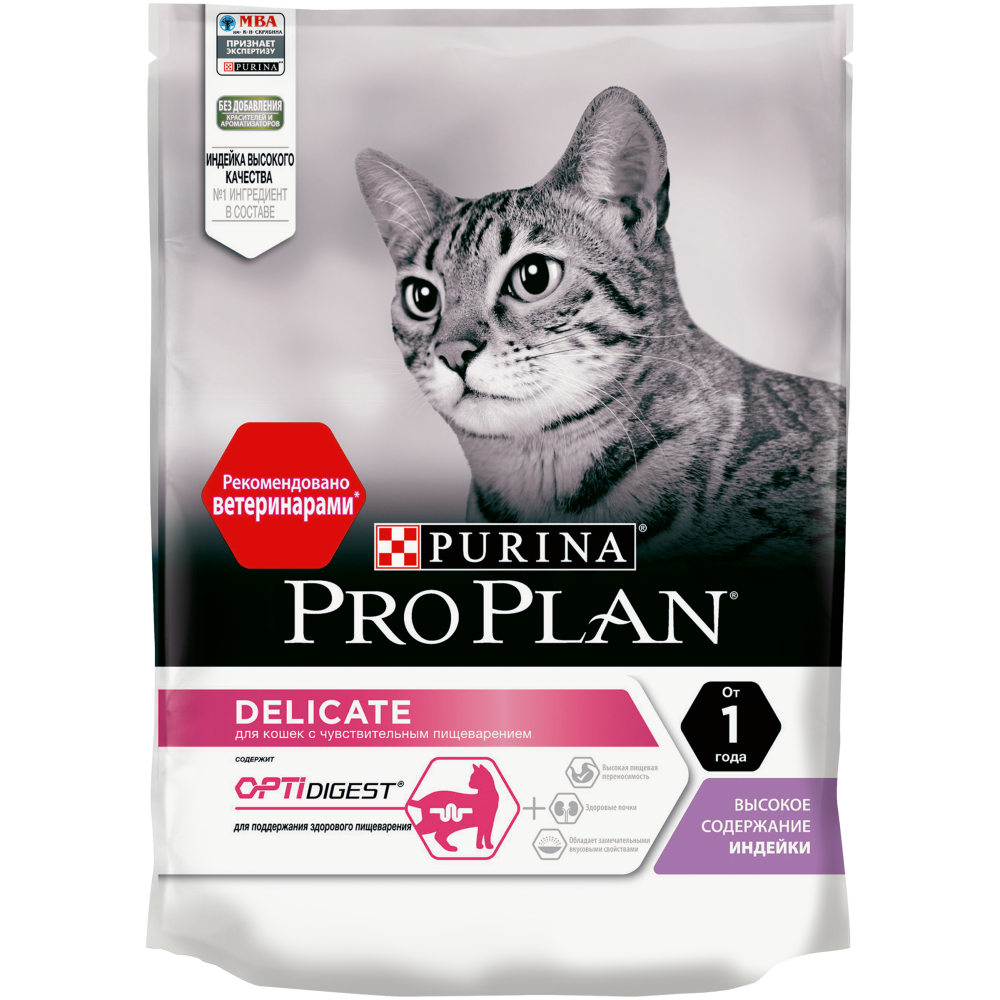 МВА
им. К.И. СКРЯБИНА
ПРИЗНАЕТ
ЭКСПЕРТИЗУ
PURINA
БЕЗ ДОБАВЛЕНИЯ
КРАСИТЕЛЕЙ И
АРОМАТИЗАТОРОВ
ИНДЕЙКА ВЫСОКОГО
КАЧЕСТВА
№1 ИНГРЕДИЕНТ
В СОСТАВЕ
Рекомендовано
ветеринарами*
PURINA®
PRO PLAN®
DELICATE
для кошек с чувствительным пищеварением
От
1
года
СОДЕРЖИТ
OPTIDIGEST®
для поддержания здорового пищеварения
+
Высокая пищевая
переносимость
Здоровые почки
Обладает замечательными
вкусовыми свойствами
ВЫСОКОЕ
СОДЕРЖАНИЕ
ИНДЕЙКИ